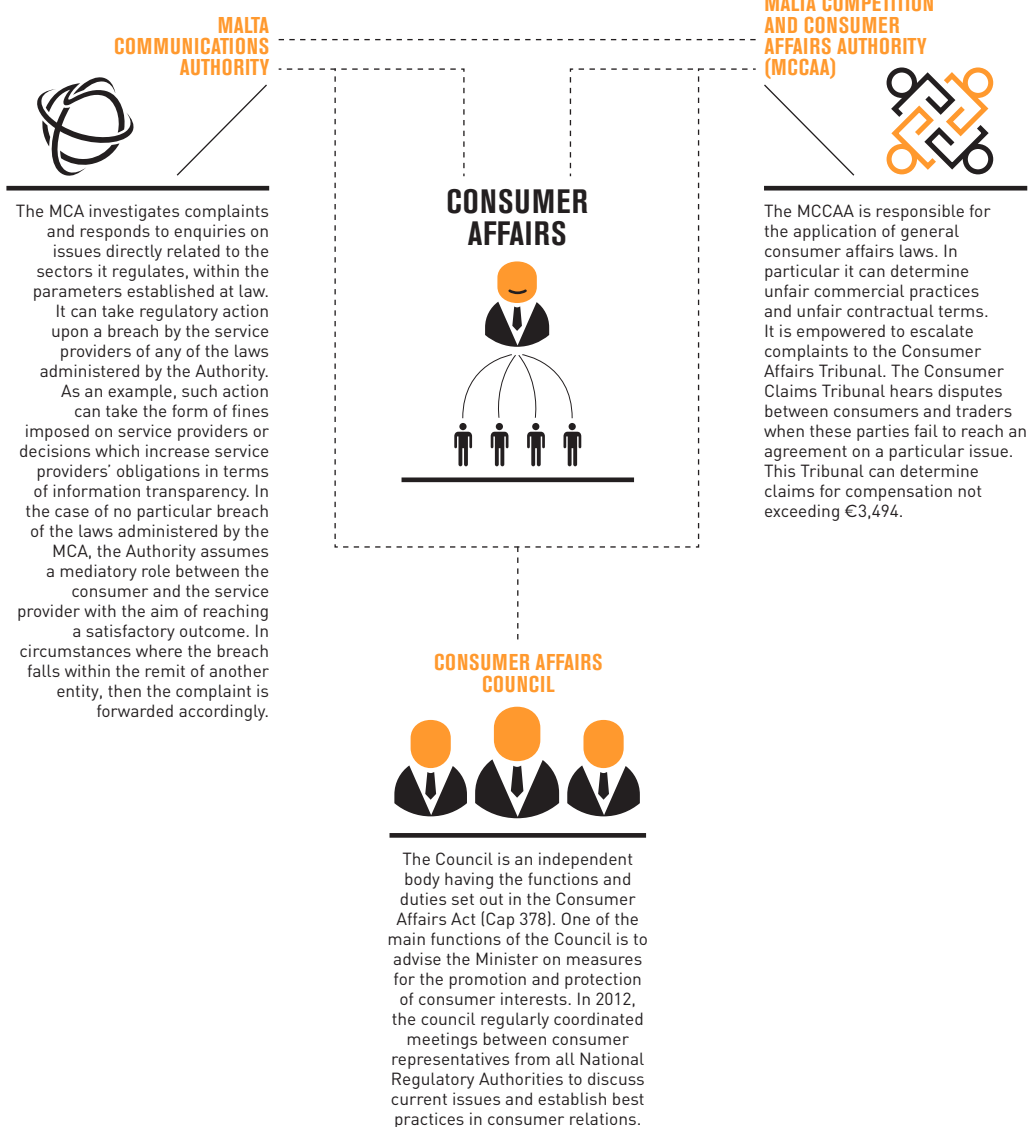 MALTA
COMMUNICATIONS
AUTHORITY
The MCA investigates complaints
and responds to enquiries on
issues directly related to the
sectors it regulates, within the
parameters established at law.
It can take regulatory action
upon a breach by the service
providers of any of the laws
administered by the Authority.
As an example, such action
can take the form of fines
imposed on service providers or
decisions which increase service
providers’ obligations in terms
of information transparency. In
the case of no particular breach
of the laws administered by the
MCA, the Authority assumes
a mediatory role between the
consumer and the service
provider with the aim of reaching
a satisfactory outcome. In
circumstances where the breach
falls within the remit of another
entity, then the complaint is
forwarded accordingly.
CONSUMER
AFFAIRS
MALTA COMPETITION
AND CONSUMER
AFFAIRS AUTHORITY
(MCCAA)
The MCCAA is responsible for
the application of general
consumer affairs laws. In
particular it can determine
unfair commercial practices
and unfair contractual terms.
It is empowered to escalate
complaints to the Consumer
Affairs Tribunal. The Consumer
Claims Tribunal hears disputes
between consumers and traders
when these parties fail to reach an
agreement on a particular issue.
This Tribunal can determine
claims for compensation not
exceeding €3,494.
CONSUMER AFFAIRS
COUNCIL
The Council is an independent
body having the functions and
duties set out in the Consumer
Affairs Act (Cap 378). One of the
main functions of the Council is to
advise the Minister on measures
for the promotion and protection
of consumer interests. In 2012,
the council regularly coordinated
meetings between consumer
representatives from all National
Regulatory Authorities to discuss
current issues and establish best
practices in consumer relations.